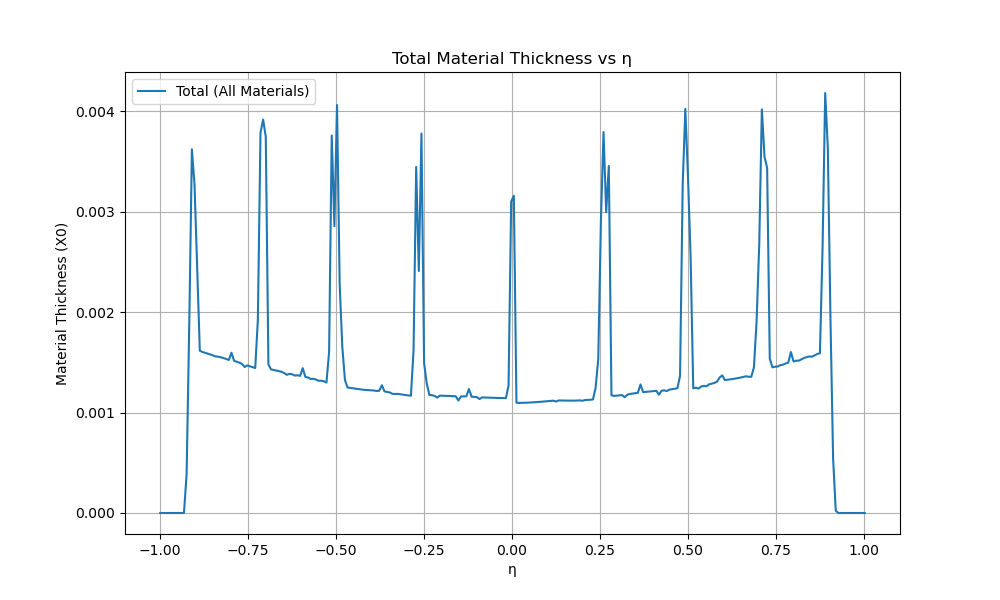 Total Material Thickness vs η
Total (All Materials)
Material Thickness (X0)
0.004
0.003
0.002
0.001
0.000
−1.00 −0.75 −0.50 −0.25 0.00 0.25 0.50 0.75 1.00
η